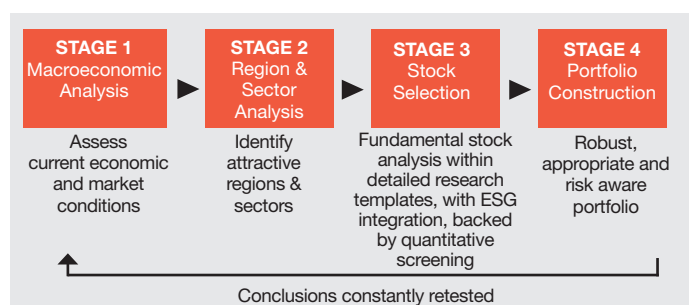 STAGE 1
Macroeconomic
Analysis
Assess
current economic
and market
conditions
STAGE 2
Region &
Sector
Analysis
Identify
attractive
regions &
sectors
STAGE 3
Stock
Selection
Fundamental stock
analysis within
detailed research
templates, with ESG
integration, backed
by quantitative
screening
STAGE 4
Portfolio
Construction
Robust,
appropriate and
risk aware
portfolio
Conclusions constantly retested